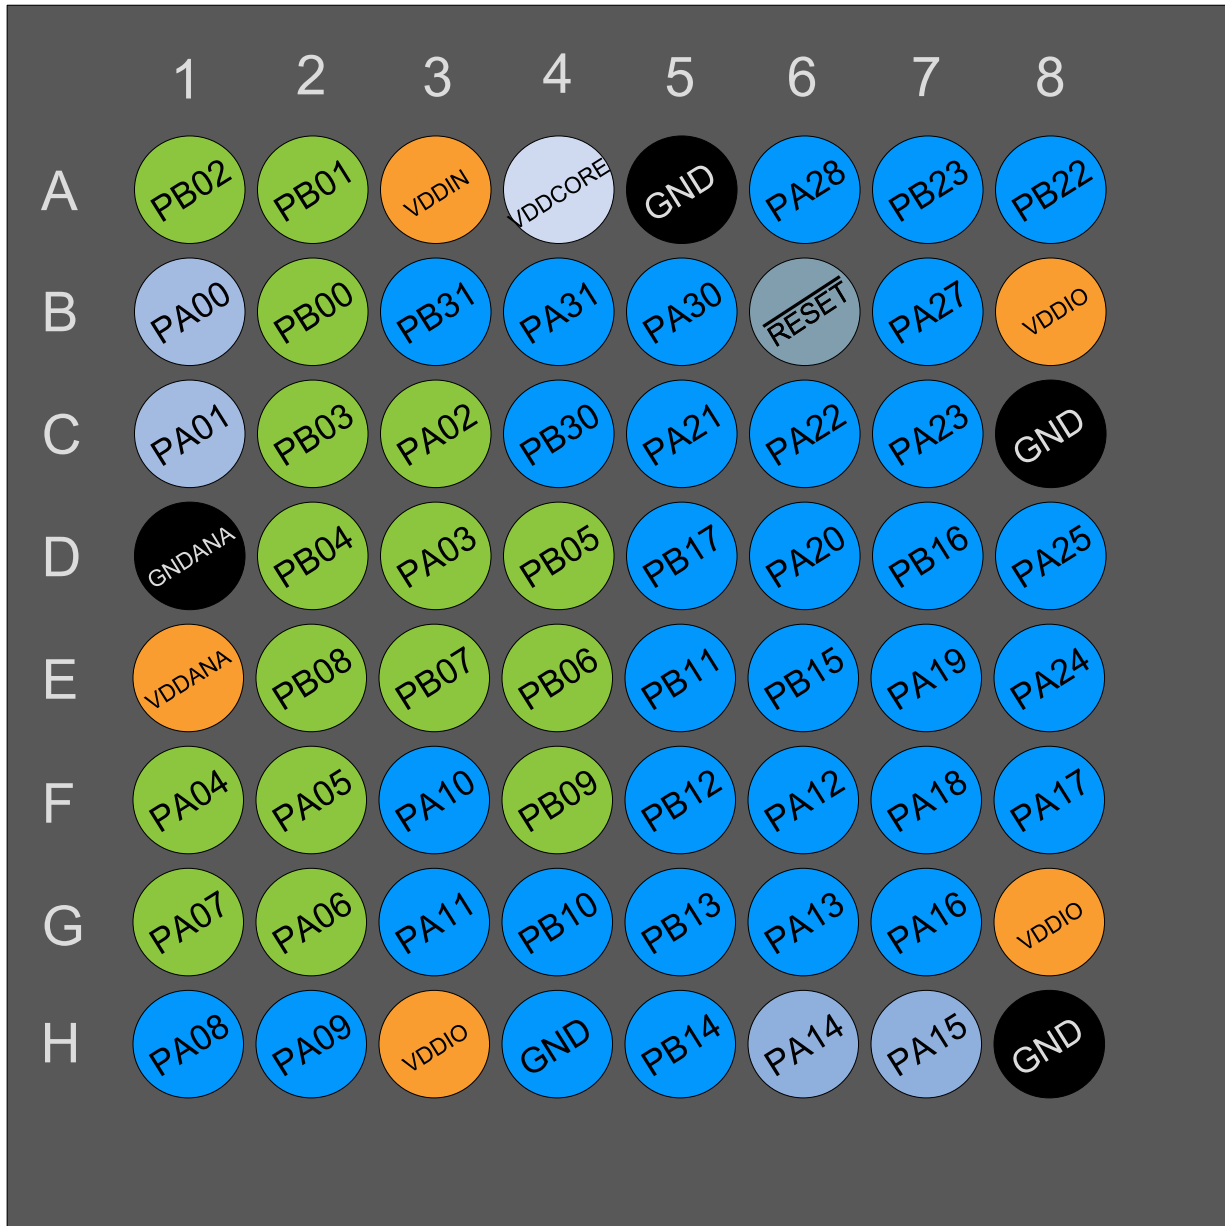 1 2 3 4 5 6 7 8
A PB02 PB01 VDDIN VDDCORE GND PA28 PB23 PB22
B PA00 PB00 PB31 PA31 PA30 RESET PA27 VDDIO
C PA01 PB03 PA02 PB30 PA21 PA22 PA23 GND
D GNDANA PB04 PA03 PB05 PB17 PA20 PB16 PA25
E VDDANA PB08 PB07 PB06 PB11 PB15 PA19 PA24
F PA04 PA05 PA10 PB09 PB12 PA12 PA18 PA17
G PA07 PA06 PA11 PB10 PB13 PA13 PA16 VDDIO
H PA08 PA09 VDDIO GND PB14 PA14 PA15 GND